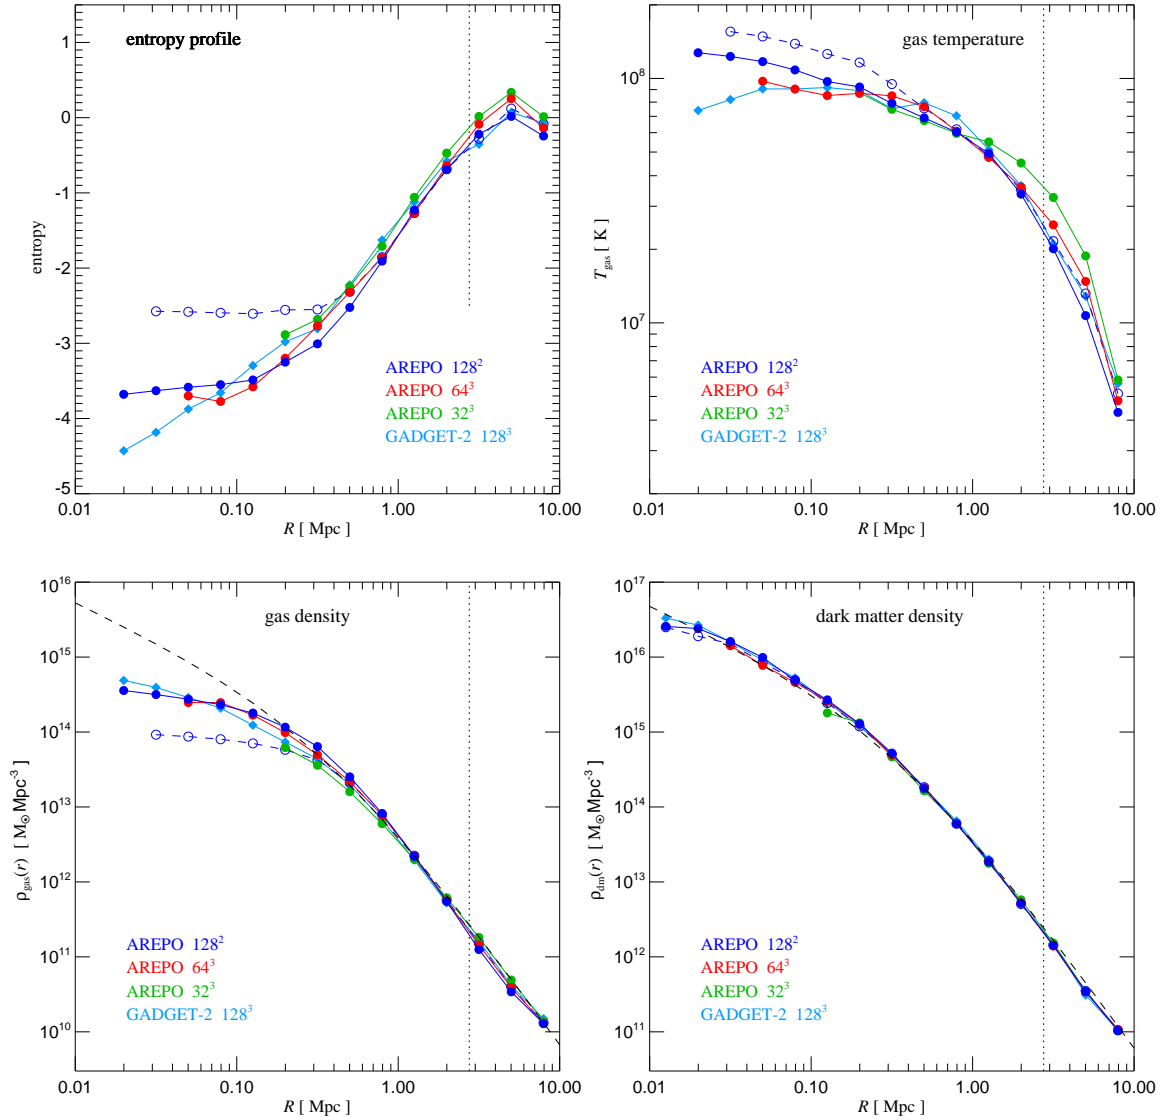 entropy profile
1
0
-1
-2
-3
-4
-5
entropy
AREPO 128²
AREPO 64³
AREPO 32³
GADGET-2 128³
0.01 0.10 1.00 10.00
R [ Mpc ]
gas temperature
10⁸
10⁷
T_gas [ K ]
AREPO 128²
AREPO 64³
AREPO 32³
GADGET-2 128³
0.01 0.10 1.00 10.00
R [ Mpc ]
gas density
10¹⁶
10¹⁵
10¹⁴
10¹³
10¹²
10¹¹
10¹⁰
ρ_gas(r) [ M☉Mpc⁻³ ]
AREPO 128²
AREPO 64³
AREPO 32³
GADGET-2 128³
0.01 0.10 1.00 10.00
R [ Mpc ]
dark matter density
10¹⁷
10¹⁶
10¹⁵
10¹⁴
10¹³
10¹²
10¹¹
ρ_dm(r) [ M☉Mpc⁻³ ]
AREPO 128²
AREPO 64³
AREPO 32³
GADGET-2 128³
0.01 0.10 1.00 10.00
R [ Mpc ]